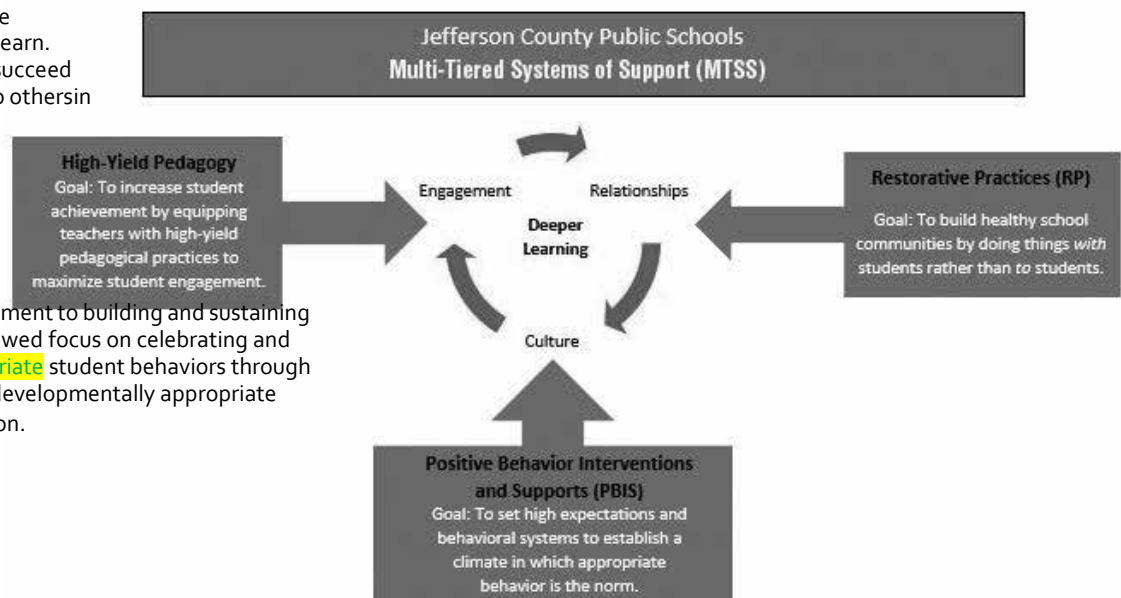 earn.
succeed
othersin
Jefferson County Public Schools
Multi-Tiered Systems of Support (MTSS)
High-Yield Pedagogy
Goal: To increase student
achievement by equipping
teachers with high-yield
pedagogical practices to
maximize student engagement.
Engagement
Relationships
Deeper
Learning
Culture
Restorative Practices (RP)
Goal: To build healthy school
communities by doing things with
students rather than to students.
ment to building and sustaining
wed focus on celebrating and
riate student behaviors through
developmentally appropriate
on.
Positive Behavior Interventions
and Supports (PBIS)
Goal: To set high expectations and
behavioral systems to establish a
climate in which appropriate
behavior is the norm.